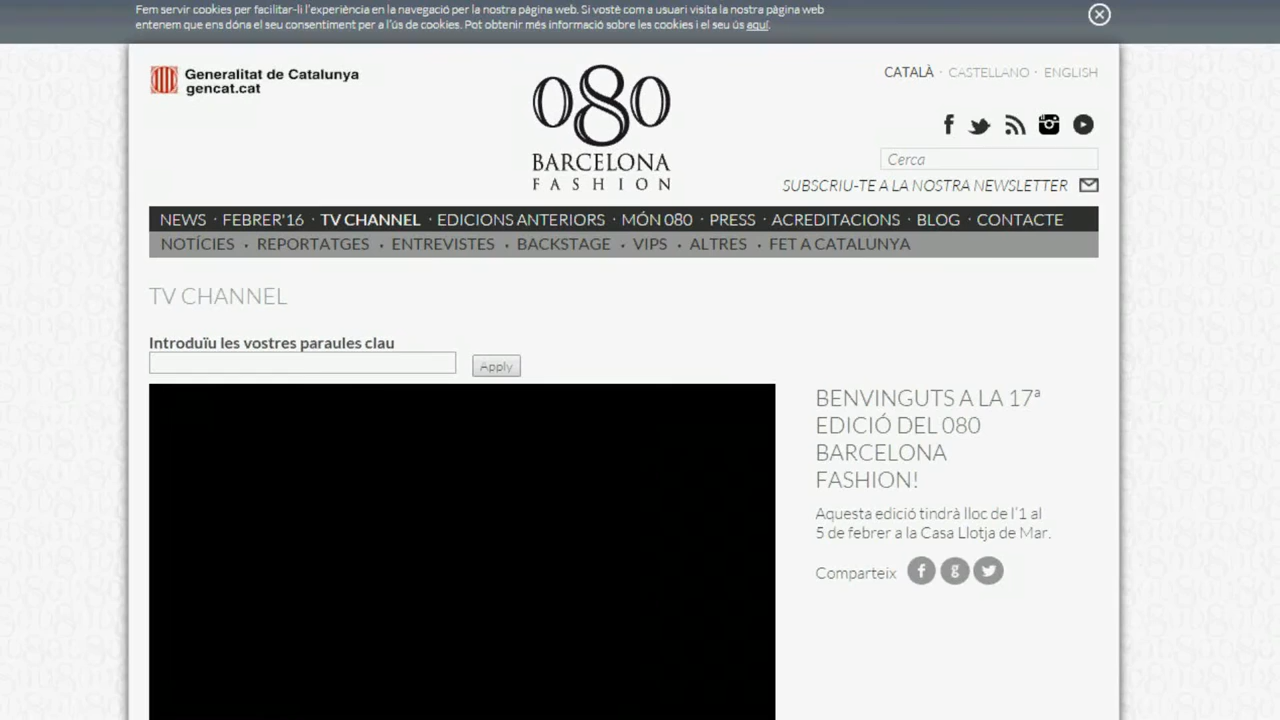 Fem servir cookies per facilitar-li l'experiència en la navegació per la nostra pàgina web. Si vostè com a usuari visita la nostra pàgina web
entenem que ens dóna el seu consentiment per a l'ús de cookies. Pot obtenir més informació sobre les cookies i el seu ús aquí.
Generalitat de Catalunya
gencat.cat
080
BARCELONA
FASHION
CATALÀ · CASTELLANO · ENGLISH
Cerca
SUBSCRIU-TE A LA NOSTRA NEWSLETTER
NEWS · FEBRER'16 · TV CHANNEL · EDICIONS ANTERIORS · MÓN 080 · PRESS · ACREDITACIONS · BLOG · CONTACTE
NOTÍCIES · REPORTATGES · ENTREVISTES · BACKSTAGE · VIPS · ALTRES · FET A CATALUNYA
TV CHANNEL
Introduïu les vostres paraules clau
Apply
BENVINGUTS A LA 17ª
EDICIÓ DEL 080
BARCELONA
FASHION!
Aquesta edició tindrà lloc de l'1 al
5 de febrer a la Casa Llotja de Mar.
Comparteix